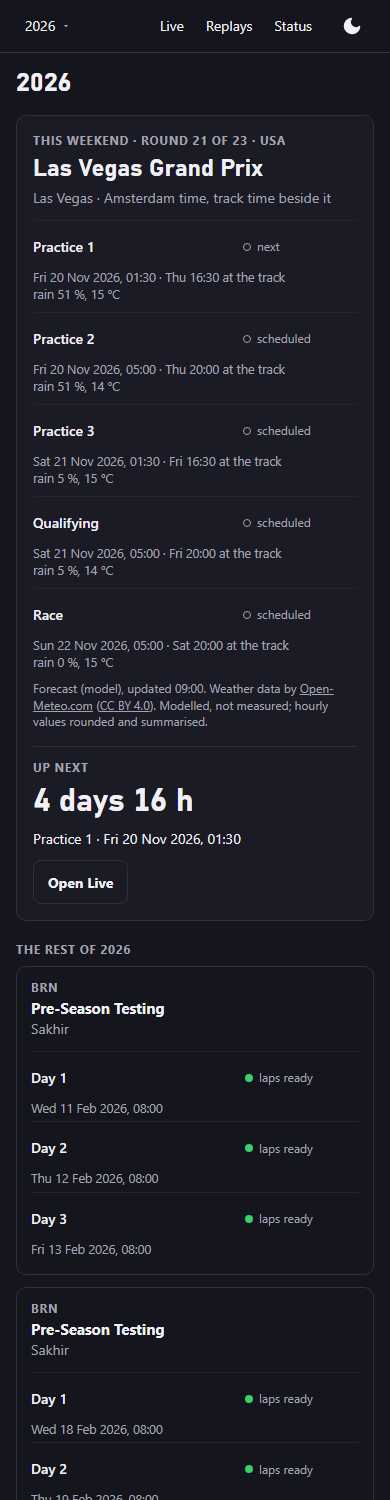 2026
Live Replays Status
2026
THIS WEEKEND · ROUND 21 OF 23 · USA
Las Vegas Grand Prix
Las Vegas · Amsterdam time, track time beside it
Practice 1 next
Fri 20 Nov 2026, 01:30 · Thu 16:30 at the track
rain 51 %, 15 °C
Practice 2 scheduled
Fri 20 Nov 2026, 05:00 · Thu 20:00 at the track
rain 51 %, 14 °C
Practice 3 scheduled
Sat 21 Nov 2026, 01:30 · Fri 16:30 at the track
rain 5 %, 15 °C
Qualifying scheduled
Sat 21 Nov 2026, 05:00 · Fri 20:00 at the track
rain 5 %, 14 °C
Race scheduled
Sun 22 Nov 2026, 05:00 · Sat 20:00 at the track
rain 0 %, 15 °C
Forecast (model), updated 09:00. Weather data by Open-
Meteo.com (CC BY 4.0). Modelled, not measured; hourly
values rounded and summarised.
UP NEXT
4 days 16 h
Practice 1 · Fri 20 Nov 2026, 01:30
Open Live
THE REST OF 2026
BRN
Pre-Season Testing
Sakhir
Day 1 laps ready
Wed 11 Feb 2026, 08:00
Day 2 laps ready
Thu 12 Feb 2026, 08:00
Day 3 laps ready
Fri 13 Feb 2026, 08:00
BRN
Pre-Season Testing
Sakhir
Day 1 laps ready
Wed 18 Feb 2026, 08:00
Day 2 laps ready
Thu 19 Feb 2026, 08:00